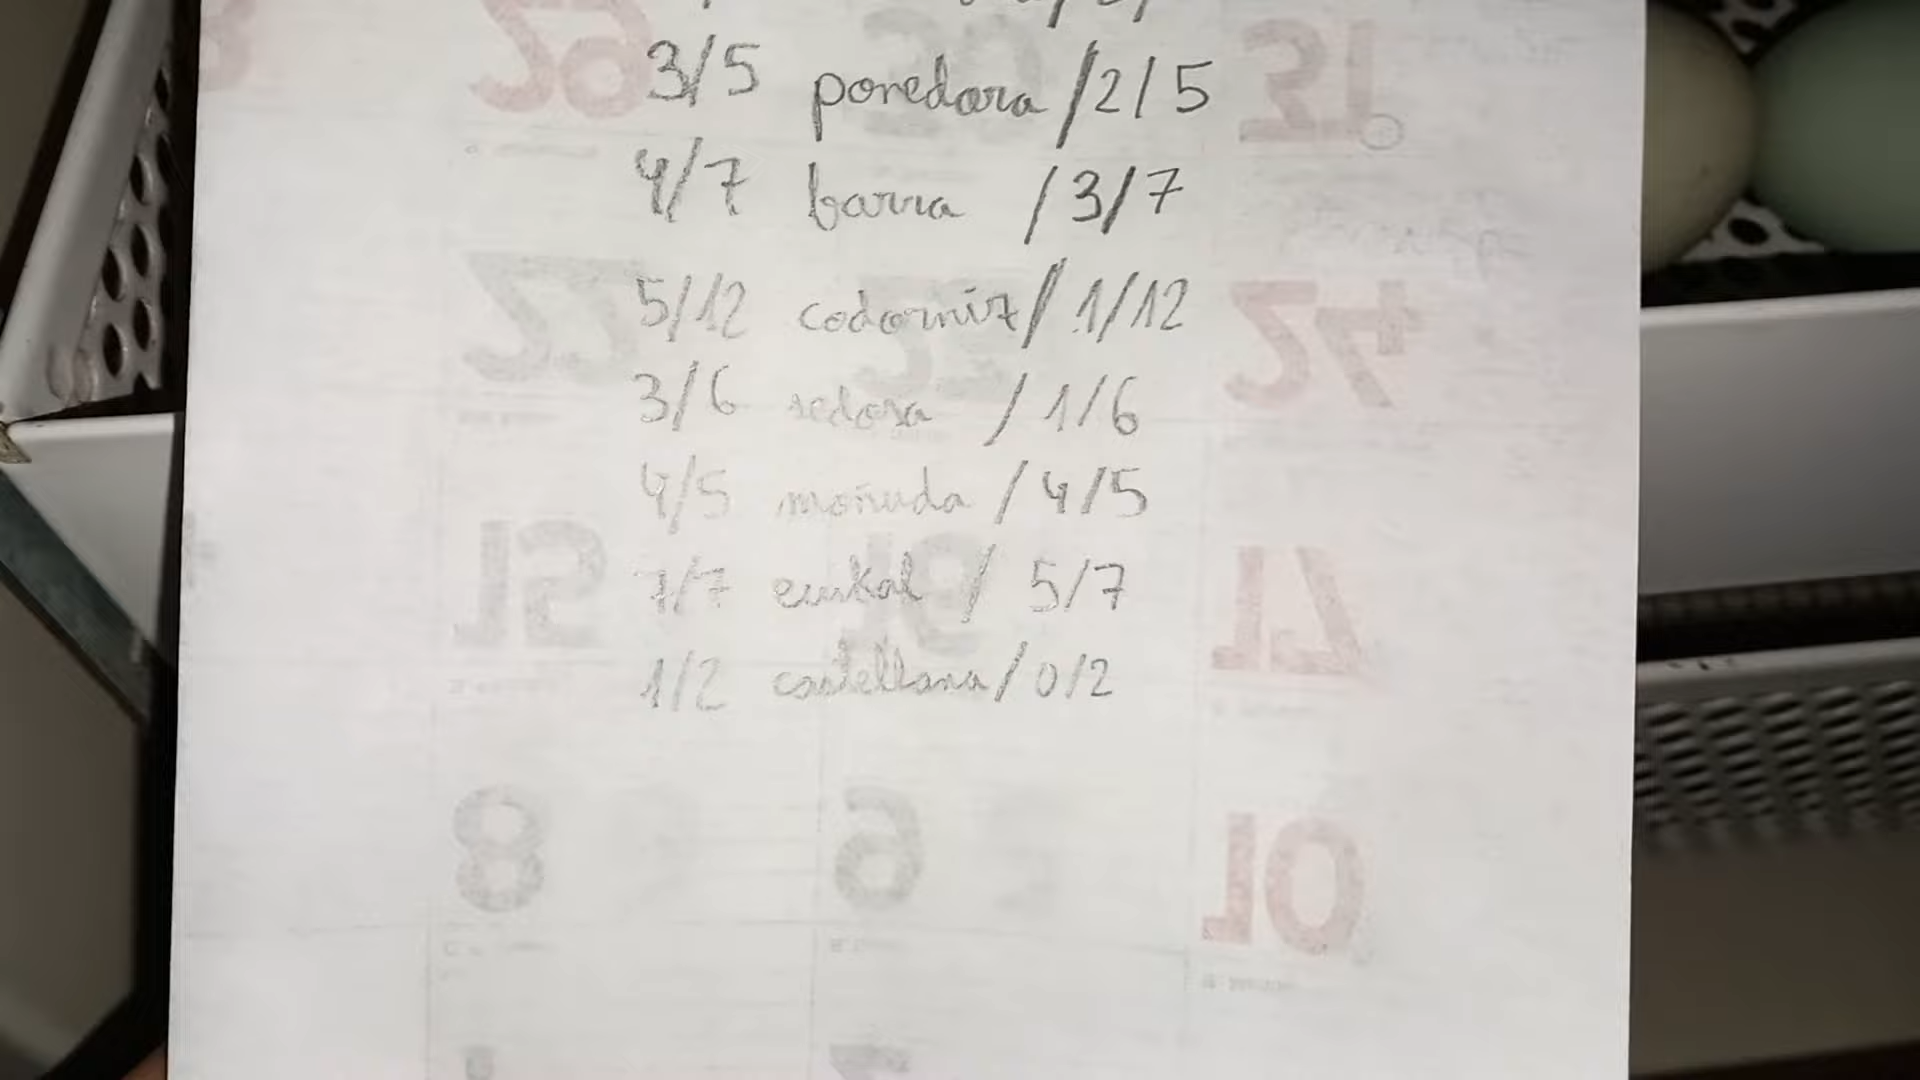 3/5 ponedora /2/5
4/7 barra /3/7
5/12 codorniz / 1/12
3/6 sedosa / 1/6
4/5 moñuda / 4/5
7/7 euskal / 5/7
1/2 castellana / 0/2